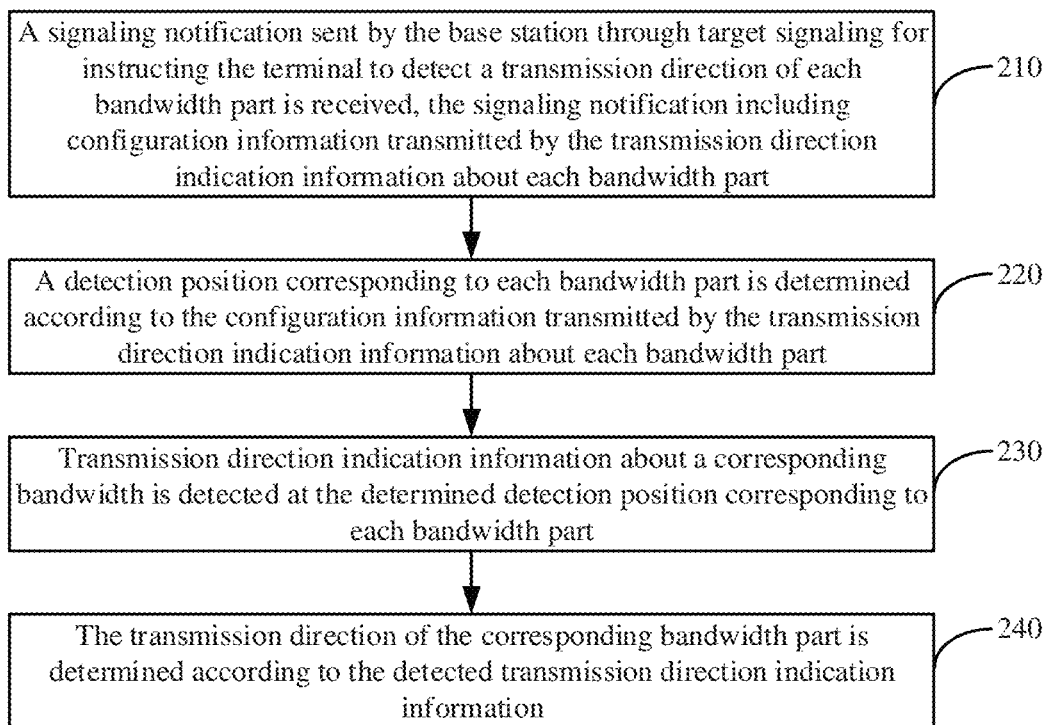 A signaling notification sent by the base station through target signaling for
instructing the terminal to detect a transmission direction of each
bandwidth part is received, the signaling notification including
configuration information transmitted by the transmission direction
indication information about each bandwidth part
210
A detection position corresponding to each bandwidth part is determined
according to the configuration information transmitted by the transmission
direction indication information about each bandwidth part
220
Transmission direction indication information about a corresponding
bandwidth is detected at the determined detection position corresponding to
each bandwidth part
230
The transmission direction of the corresponding bandwidth part is
determined according to the detected transmission direction indication
information
240